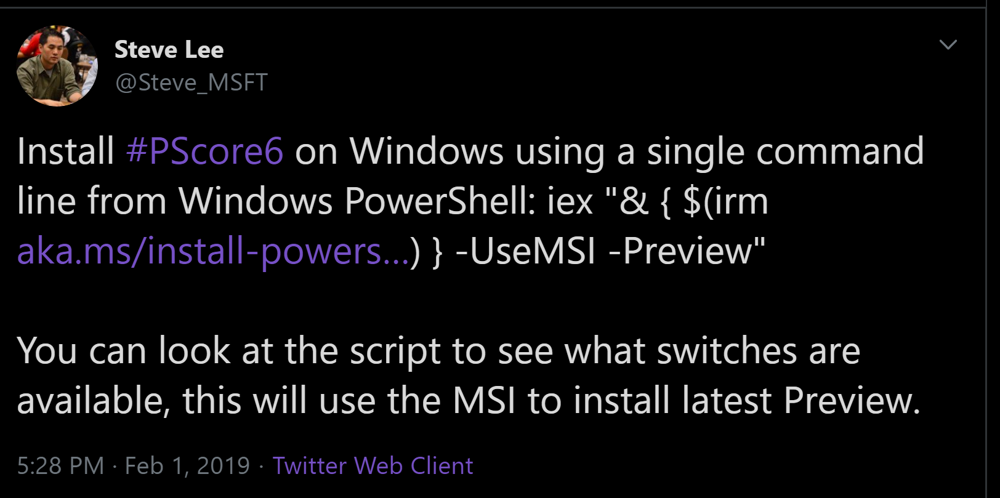 Steve Lee
@Steve_MSFT
Install #PScore6 on Windows using a single command
line from Windows PowerShell: iex "& { $(irm
aka.ms/install-powers...) } -UseMSI -Preview"
You can look at the script to see what switches are
available, this will use the MSI to install latest Preview.
5:28 PM · Feb 1, 2019 · Twitter Web Client